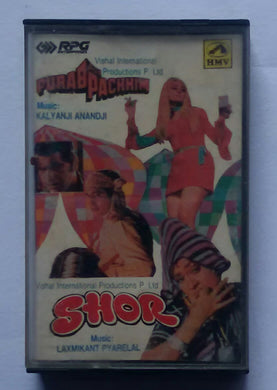 RPG
HMV
Vishal International
Productions P. Ltd
PURAB PACHHIM
Music:
KALYANJI ANANDJI
Vishal International Productions P. Ltd.
SHOR
Music:
LAXMIKANT PYARELAL